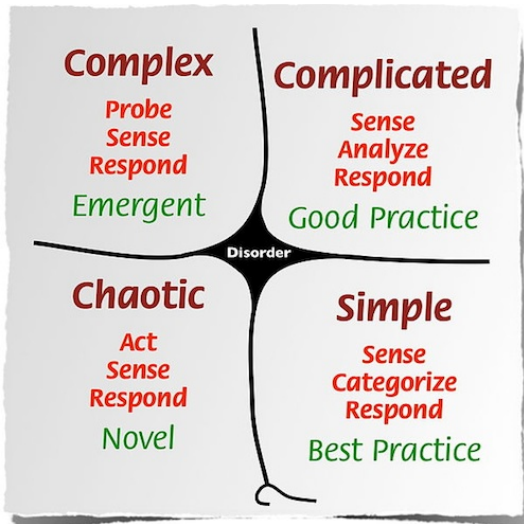 Complex
Probe
Sense
Respond
Emergent
Complicated
Sense
Analyze
Respond
Good Practice
Disorder
Chaotic
Act
Sense
Respond
Novel
Simple
Sense
Categorize
Respond
Best Practice